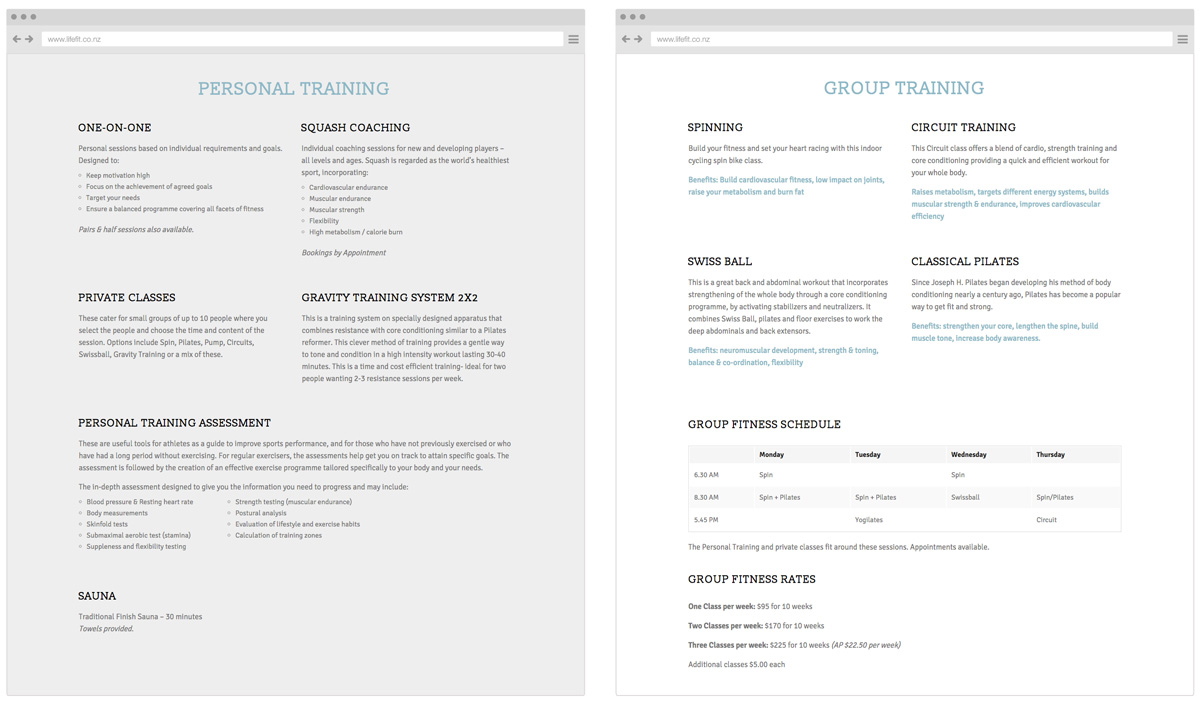 www.lifefit.co.nz
PERSONAL TRAINING
ONE-ON-ONE
Personal sessions based on individual requirements and goals.
Designed to:
Keep motivation high
Focus on the achievement of agreed goals
Target your needs
Ensure a balanced programme covering all facets of fitness
Pairs & half sessions also available.
SQUASH COACHING
Individual coaching sessions for new and developing players –
all levels and ages. Squash is regarded as the world's healthiest
sport, incorporating:
Cardiovascular endurance
Muscular endurance
Muscular strength
Flexibility
High metabolism / calorie burn
Bookings by Appointment
PRIVATE CLASSES
These cater for small groups of up to 10 people where you
select the people and choose the time and content of the
session. Options include Spin, Pilates, Pump, Circuits,
Swissball, Gravity Training or a mix of these.
GRAVITY TRAINING SYSTEM 2X2
This is a training system on specially designed apparatus that
combines resistance with core conditioning similar to a Pilates
reformer. This clever method of training provides a gentle way
to tone and condition in a high intensity workout lasting 30-40
minutes. This is a time and cost efficient training- ideal for two
people wanting 2-3 resistance sessions per week.
PERSONAL TRAINING ASSESSMENT
These are useful tools for athletes as a guide to improve sports performance, and for those who have not previously exercised or who
have had a long period without exercising. For regular exercisers, the assessments help get you on track to attain specific goals. The
assessment is followed by the creation of an effective exercise programme tailored specifically to your body and your needs.
The in-depth assessment designed to give you the information you need to progress and may include:
Blood pressure & Resting heart rate
Body measurements
Skinfold tests
Submaximal aerobic test (stamina)
Suppleness and flexibility testing
Strength testing (muscular endurance)
Postural analysis
Evaluation of lifestyle and exercise habits
Calculation of training zones
SAUNA
Traditional Finish Sauna – 30 minutes
Towels provided.
www.lifefit.co.nz
GROUP TRAINING
SPINNING
Build your fitness and set your heart racing with this indoor
cycling spin bike class.
Benefits: Build cardiovascular fitness, low impact on joints,
raise your metabolism and burn fat
CIRCUIT TRAINING
This Circuit class offers a blend of cardio, strength training and
core conditioning providing a quick and efficient workout for
your whole body.
Raises metabolism, targets different energy systems, builds
muscular strength & endurance, improves cardiovascular
efficiency
SWISS BALL
This is a great back and abdominal workout that incorporates
strengthening of the whole body through a core conditioning
programme, by activating stabilizers and neutralizers. It
combines Swiss Ball, pilates and floor exercises to work the
deep abdominals and back extensors.
Benefits: neuromuscular development, strength & toning,
balance & co-ordination, flexibility
CLASSICAL PILATES
Since Joseph H. Pilates began developing his method of body
conditioning nearly a century ago, Pilates has become a popular
way to get fit and strong.
Benefits: strengthen your core, lengthen the spine, build
muscle tone, increase body awareness.
GROUP FITNESS SCHEDULE
Monday Tuesday Wednesday Thursday
6.30 AM Spin Spin
8.30 AM Spin + Pilates Spin + Pilates Swissball Spin/Pilates
5.45 PM Yogilates Circuit
The Personal Training and private classes fit around these sessions. Appointments available.
GROUP FITNESS RATES
One Class per week: $95 for 10 weeks
Two Classes per week: $170 for 10 weeks
Three Classes per week: $225 for 10 weeks (AP $22.50 per week)
Additional classes $5.00 each